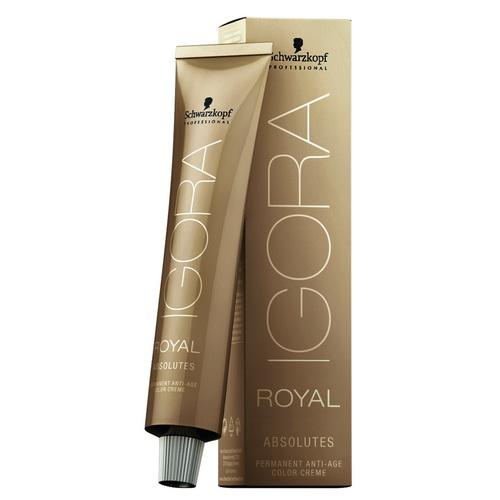 Schwarzkopf
PROFESSIONAL
IGORA
ROYAL
ABSOLUTES
PERMANENT ANTI-AGE
COLOR CREME
Schwarzkopf
PROFESSIONAL
IGORA
ROYAL
ABSOLUTES
PERMANENT ANTI-AGE
COLOR CREME